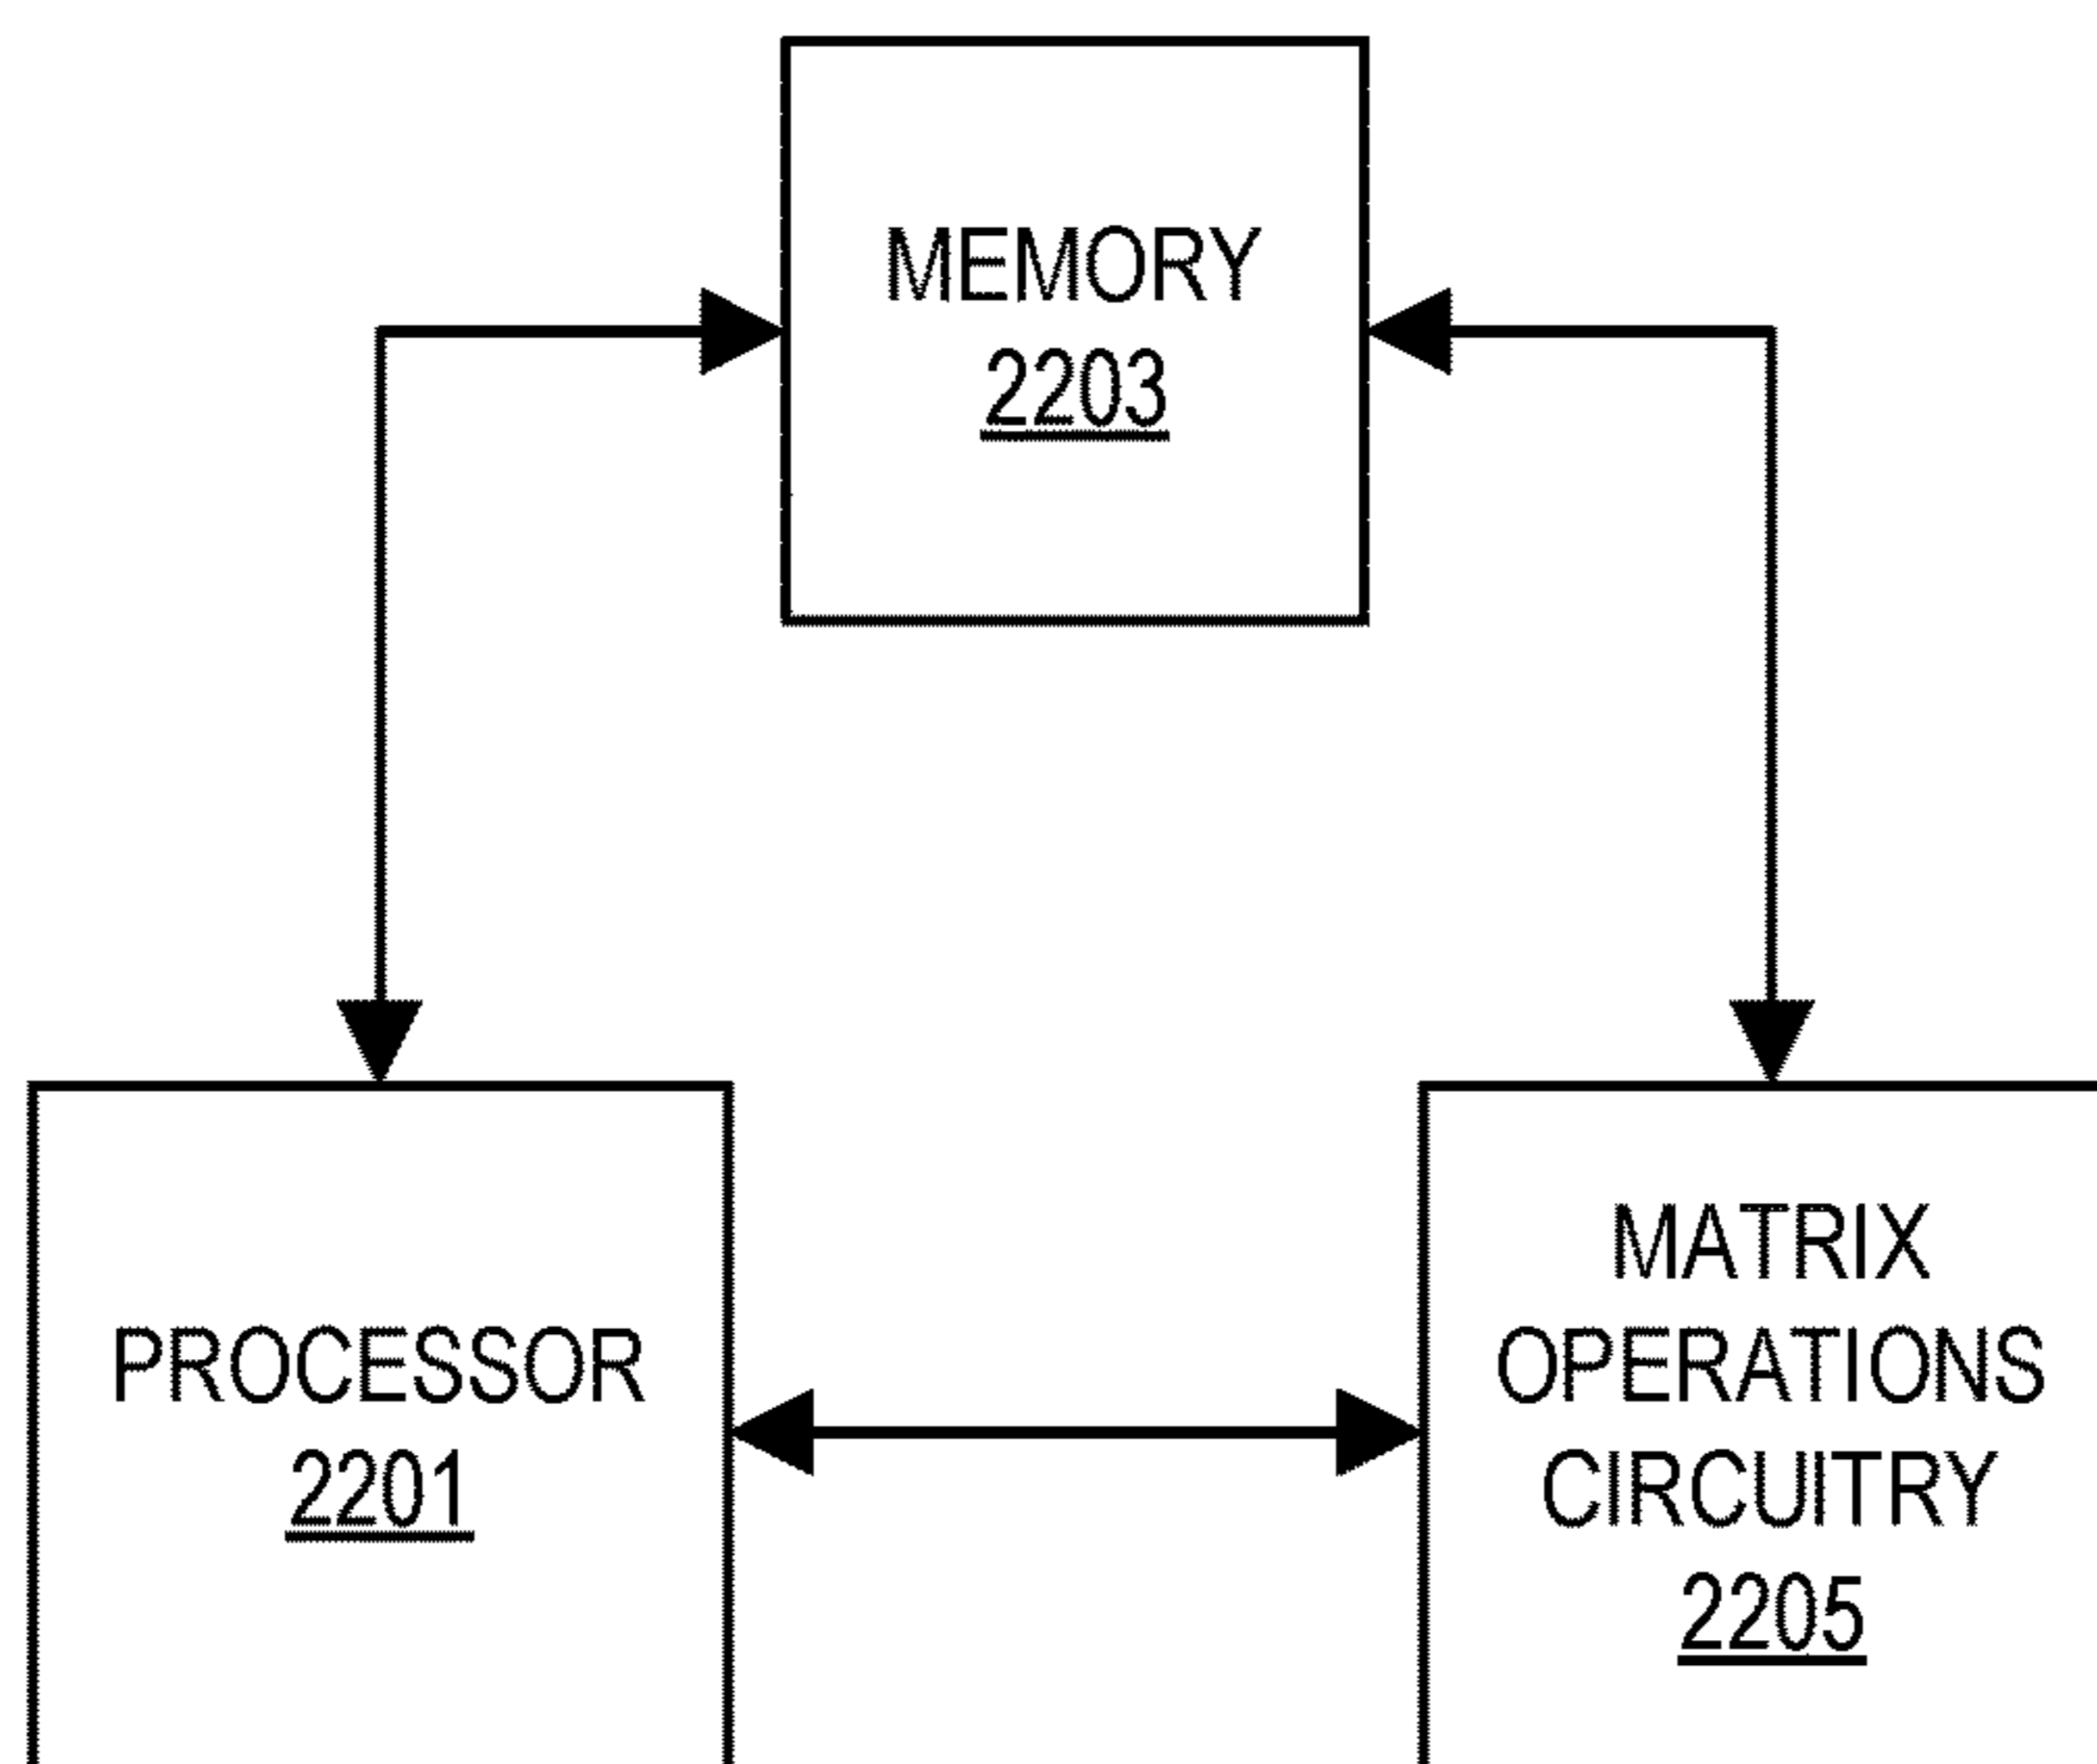 MEMORY
2203
PROCESSOR
2201
MATRIX
OPERATIONS
CIRCUITRY
2205